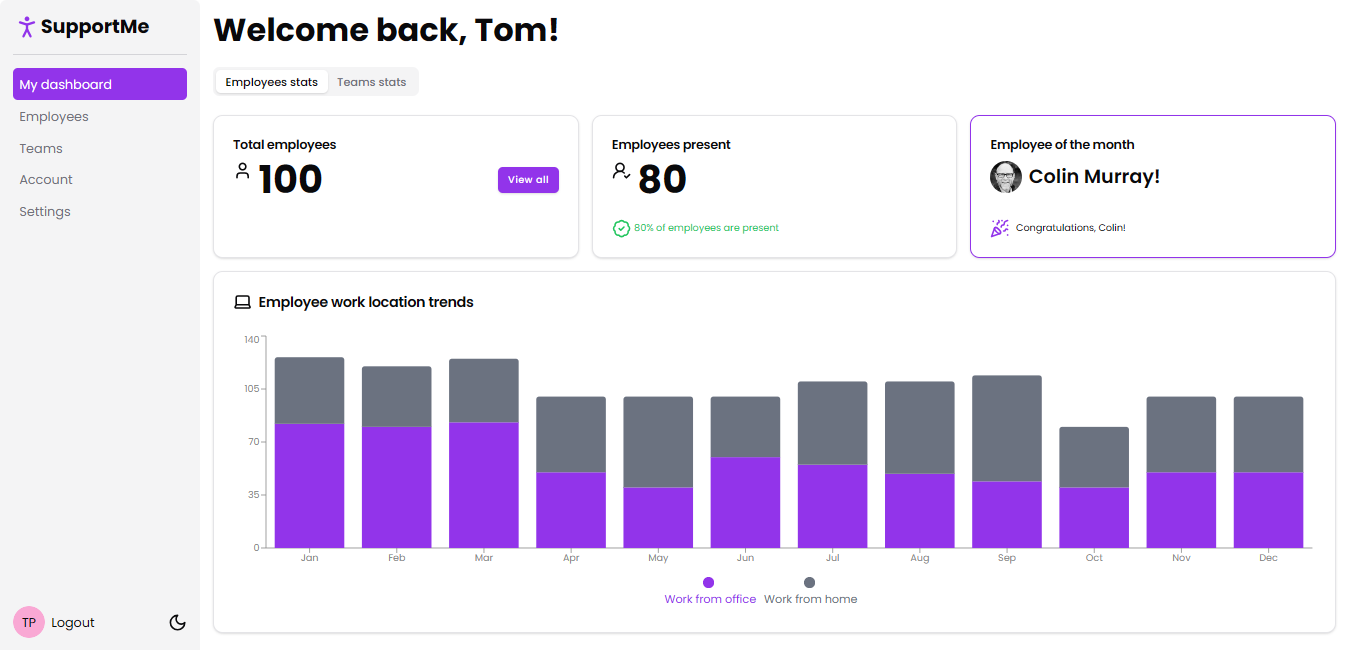 SupportMe
My dashboard
Employees
Teams
Account
Settings
TP Logout
Welcome back, Tom!
Employees stats Teams stats
Total employees
100
View all
Employees present
80
80% of employees are present
Employee of the month
Colin Murray!
Congratulations, Colin!
Employee work location trends
140
105
70
35
0
Jan Feb Mar Apr May Jun Jul Aug Sep Oct Nov Dec
Work from office Work from home